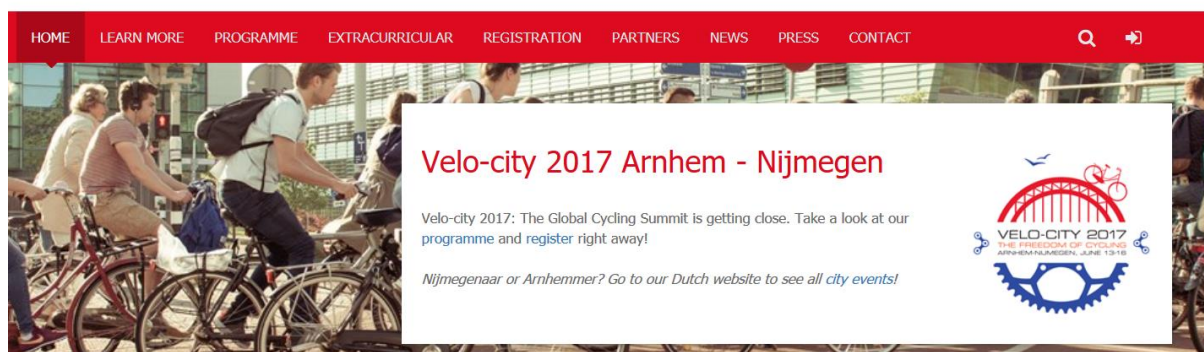 HOME LEARN MORE PROGRAMME EXTRACURRICULAR REGISTRATION PARTNERS NEWS PRESS CONTACT
Velo-city 2017 Arnhem - Nijmegen
Velo-city 2017: The Global Cycling Summit is getting close. Take a look at our
programme and register right away!
Nijmegenaar or Arnhemmer? Go to our Dutch website to see all city events!
VELO-CITY 2017
THE FREEDOM OF CYCLING
ARNHEM-NIJMEGEN, JUNE 13-16